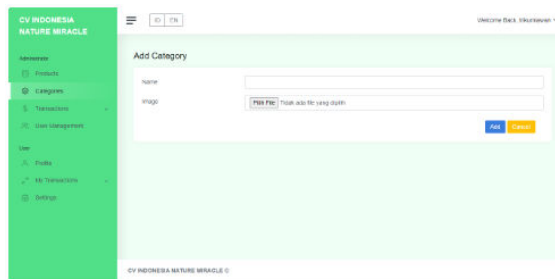 CV INDONESIA
NATURE MIRACLE
ID EN
Welcome Back,
Administrator
Products
Categories
Transactions
User Management
User
Profile
My Transactions
Settings
Add Category
Name
Image
Pilih File Tidak ada file yang dipilih
Add Cancel
CV INDONESIA NATURE MIRACLE ©